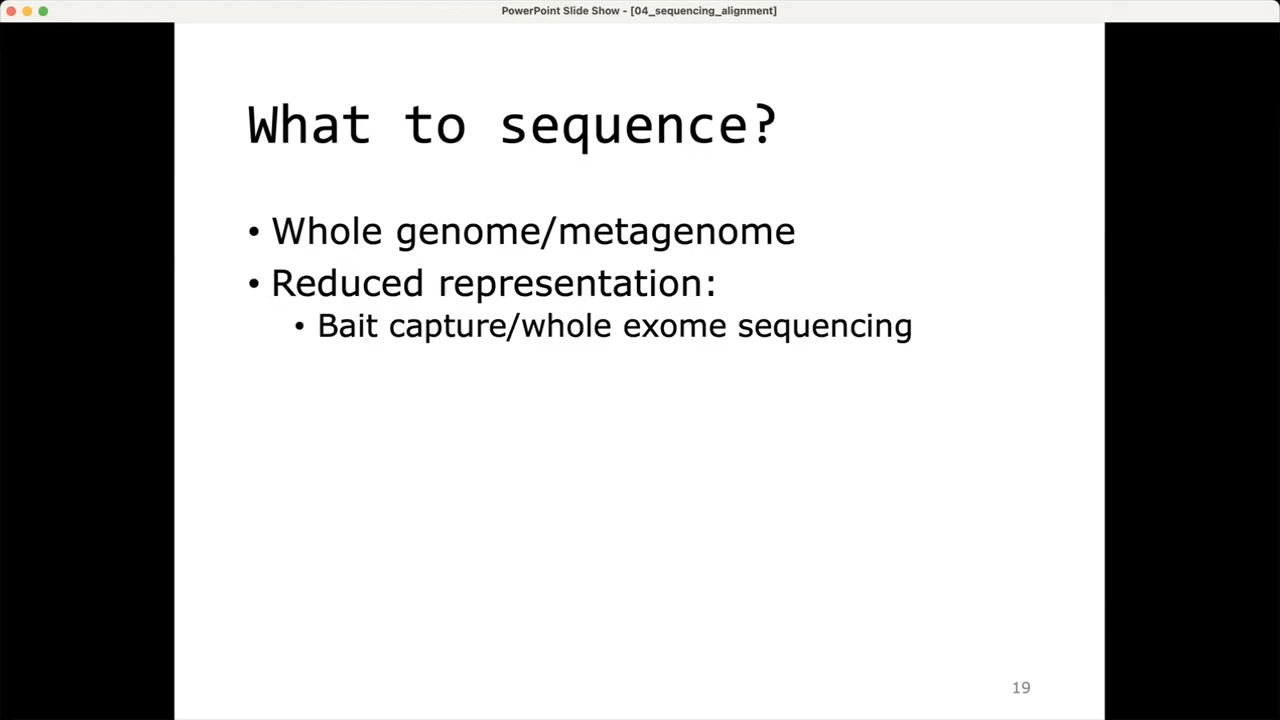 PowerPoint Slide Show - [04_sequencing_alignment]
What to sequence?
• Whole genome/metagenome
• Reduced representation:
• Bait capture/whole exome sequencing
19